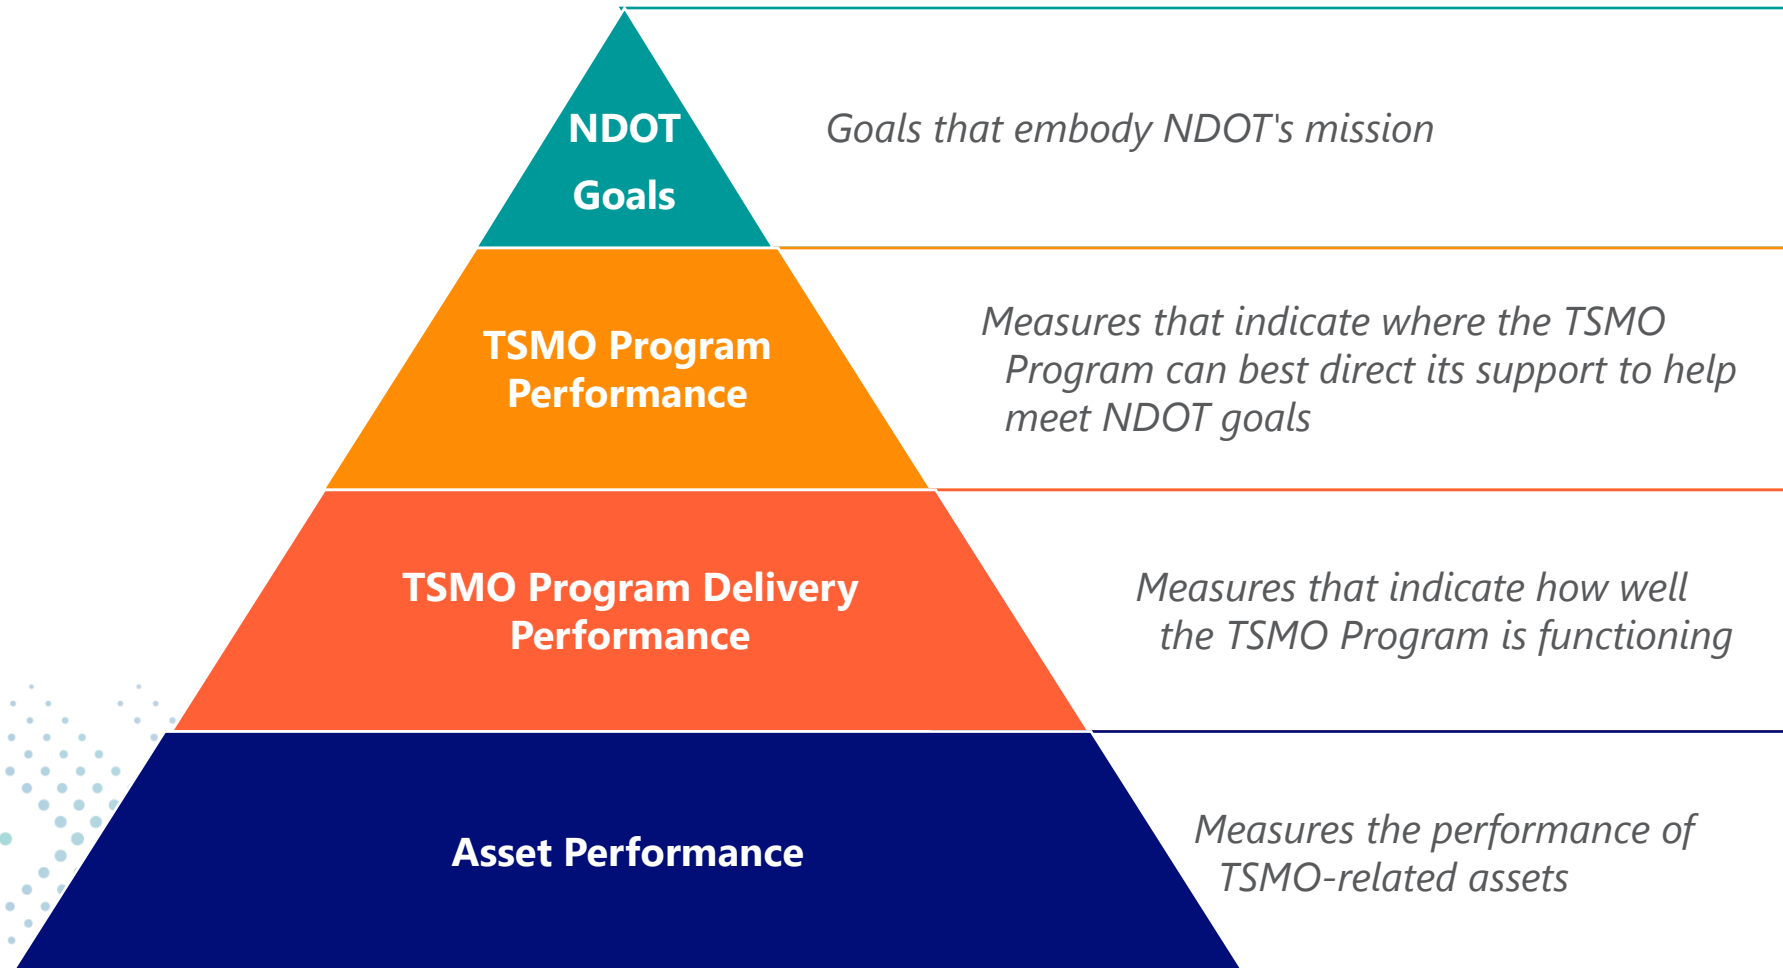 NDOT
Goals
Goals that embody NDOT's mission
TSMO Program
Performance
Measures that indicate where the TSMO
Program can best direct its support to help
meet NDOT goals
TSMO Program Delivery
Performance
Measures that indicate how well
the TSMO Program is functioning
Asset Performance
Measures the performance of
TSMO-related assets